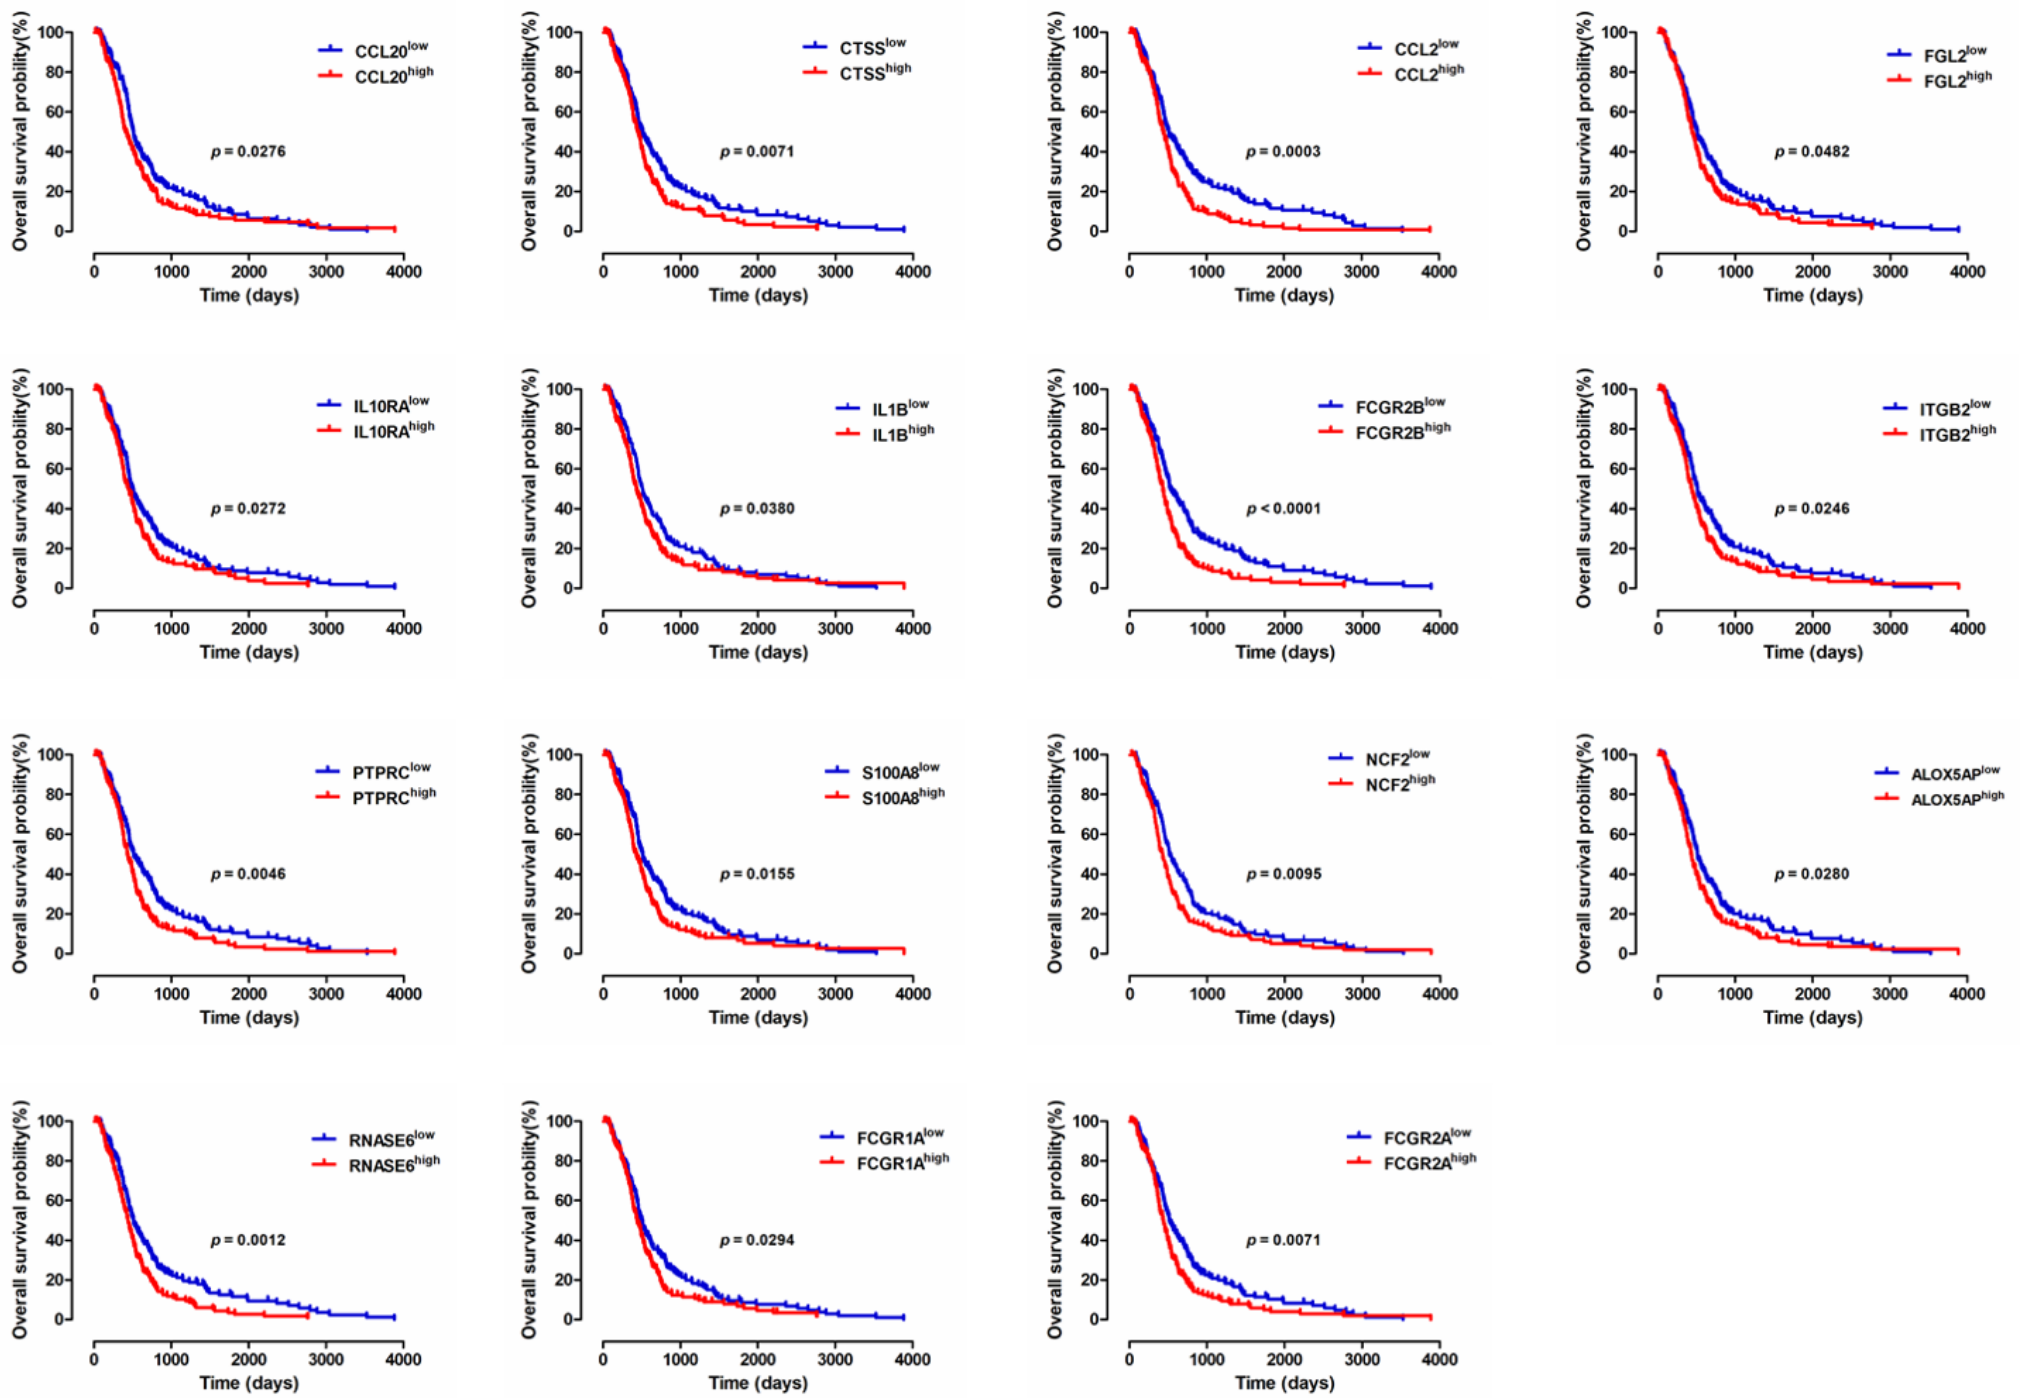 Overall survival probility(%)
100
80
60
40
20
0
CCL20low
CCL20high
p = 0.0276
0 1000 2000 3000 4000
Time (days)
Overall survival probility(%)
100
80
60
40
20
0
CTSSlow
CTSShigh
p = 0.0071
0 1000 2000 3000 4000
Time (days)
Overall survival probility(%)
100
80
60
40
20
0
CCL2low
CCL2high
p = 0.0003
0 1000 2000 3000 4000
Time (days)
Overall survival probility(%)
100
80
60
40
20
0
FGL2low
FGL2high
p = 0.0482
0 1000 2000 3000 4000
Time (days)
Overall survival probility(%)
100
80
60
40
20
0
IL10RAlow
IL10RAhigh
p = 0.0272
0 1000 2000 3000 4000
Time (days)
Overall survival probility(%)
100
80
60
40
20
0
IL1Blow
IL1Bhigh
p = 0.0380
0 1000 2000 3000 4000
Time (days)
Overall survival probility(%)
100
80
60
40
20
0
FCGR2Blow
FCGR2Bhigh
p < 0.0001
0 1000 2000 3000 4000
Time (days)
Overall survival probility(%)
100
80
60
40
20
0
ITGB2low
ITGB2high
p = 0.0246
0 1000 2000 3000 4000
Time (days)
Overall survival probility(%)
100
80
60
40
20
0
PTPRClow
PTPRChigh
p = 0.0046
0 1000 2000 3000 4000
Time (days)
Overall survival probility(%)
100
80
60
40
20
0
S100A8low
S100A8high
p = 0.0155
0 1000 2000 3000 4000
Time (days)
Overall survival probility(%)
100
80
60
40
20
0
NCF2low
NCF2high
p = 0.0095
0 1000 2000 3000 4000
Time (days)
Overall survival probility(%)
100
80
60
40
20
0
ALOX5APlow
ALOX5APhigh
p = 0.0280
0 1000 2000 3000 4000
Time (days)
Overall survival probility(%)
100
80
60
40
20
0
RNASE6low
RNASE6high
p = 0.0012
0 1000 2000 3000 4000
Time (days)
Overall survival probility(%)
100
80
60
40
20
0
FCGR1Alow
FCGR1Ahigh
p = 0.0294
0 1000 2000 3000 4000
Time (days)
Overall survival probility(%)
100
80
60
40
20
0
FCGR2Alow
FCGR2Ahigh
p = 0.0071
0 1000 2000 3000 4000
Time (days)